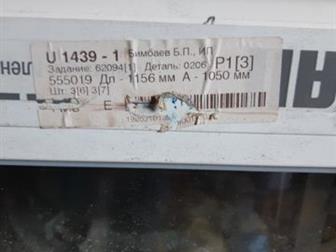 U 1439 - 1 Бимбаев Б.П., ИП
Задание: 62094[1] Деталь: 0206 Р1[3]
555019 Дл - 1156 мм А - 1050 мм
Шт: 3[6] 3[7]
Е